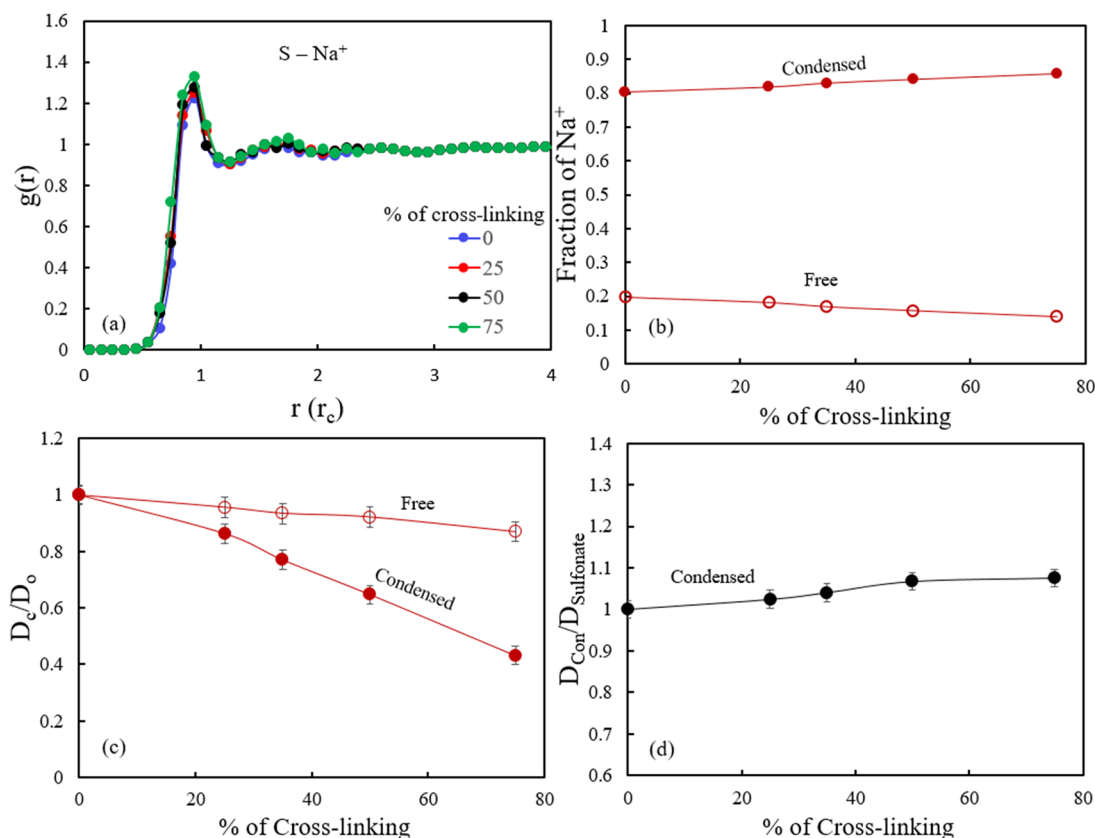 S – Na+
g(r)
1.6
1.4
1.2
1
0.8
0.6
0.4
0.2
0
% of cross-linking
0
25
50
75
(a)
0 1 2 3 4
r (rc)
Fraction of Na+
1
0.9
0.8
0.7
0.6
0.5
0.4
0.3
0.2
0.1
0
Condensed
Free
(b)
0 20 40 60 80
% of Cross-linking
Dc/Do
1.2
1
0.8
0.6
0.4
0.2
0
Free
Condensed
(c)
0 20 40 60 80
% of Cross-linking
DCon/DSulfonate
1.4
1.3
1.2
1.1
1
0.9
0.8
0.7
0.6
Condensed
(d)
0 20 40 60 80
% of Cross-linking